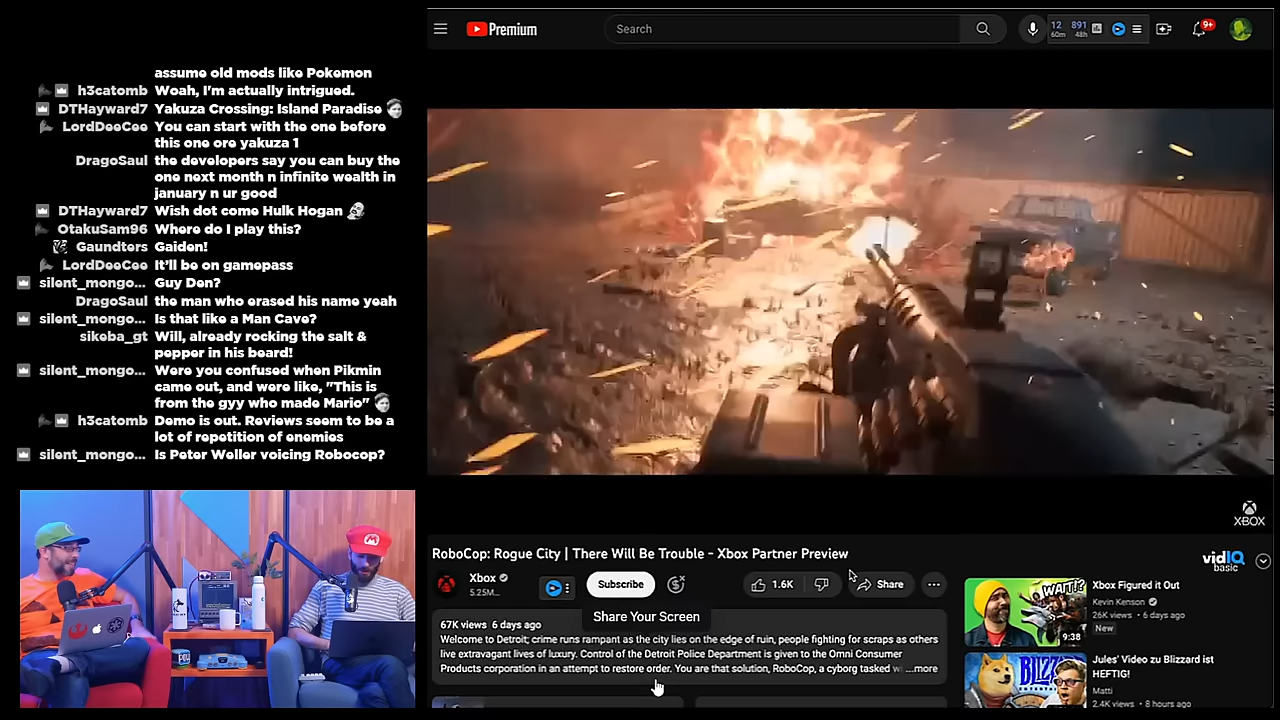 assume old mods like Pokemon
h3catomb Woah, I'm actually intrigued.
DTHayward7 Yakuza Crossing: Island Paradise
LordDeeCee You can start with the one before
this one ore yakuza 1
DragoSaul the developers say you can buy the
one next month n infinite wealth in
january n ur good
DTHayward7 Wish dot come Hulk Hogan
OtakuSam96 Where do I play this?
Gaundters Gaiden!
LordDeeCee It'll be on gamepass
silent_mongo... Guy Den?
DragoSaul the man who erased his name yeah
silent_mongo... Is that like a Man Cave?
sikeba_gt Will, already rocking the salt &
pepper in his beard!
silent_mongo... Were you confused when Pikmin
came out, and were like, "This is
from the gyy who made Mario"
h3catomb Demo is out. Reviews seem to be a
lot of repetition of enemies
silent_mongo... Is Peter Weller voicing Robocop?
Premium
Search
12 891
60m 48h
9+
XBOX
RoboCop: Rogue City | There Will Be Trouble - Xbox Partner Preview
Xbox
5.25M...
Subscribe
1.6K
Share
Share Your Screen
67K views 6 days ago
Welcome to Detroit; crime runs rampant as the city lies on the edge of ruin, people fighting for scraps as others
live extravagant lives of luxury. Control of the Detroit Police Department is given to the Omni Consumer
Products corporation in an attempt to restore order. You are that solution, RoboCop, a cyborg tasked w ...more
vidIQ
basic
WAIT!?
9:38
Xbox Figured it Out
Kevin Kenson
26K views • 6 days ago
New
BLIZZ
Jules' Video zu Blizzard ist
HEFTIG!
Matti
2.4K views • 8 hours ago